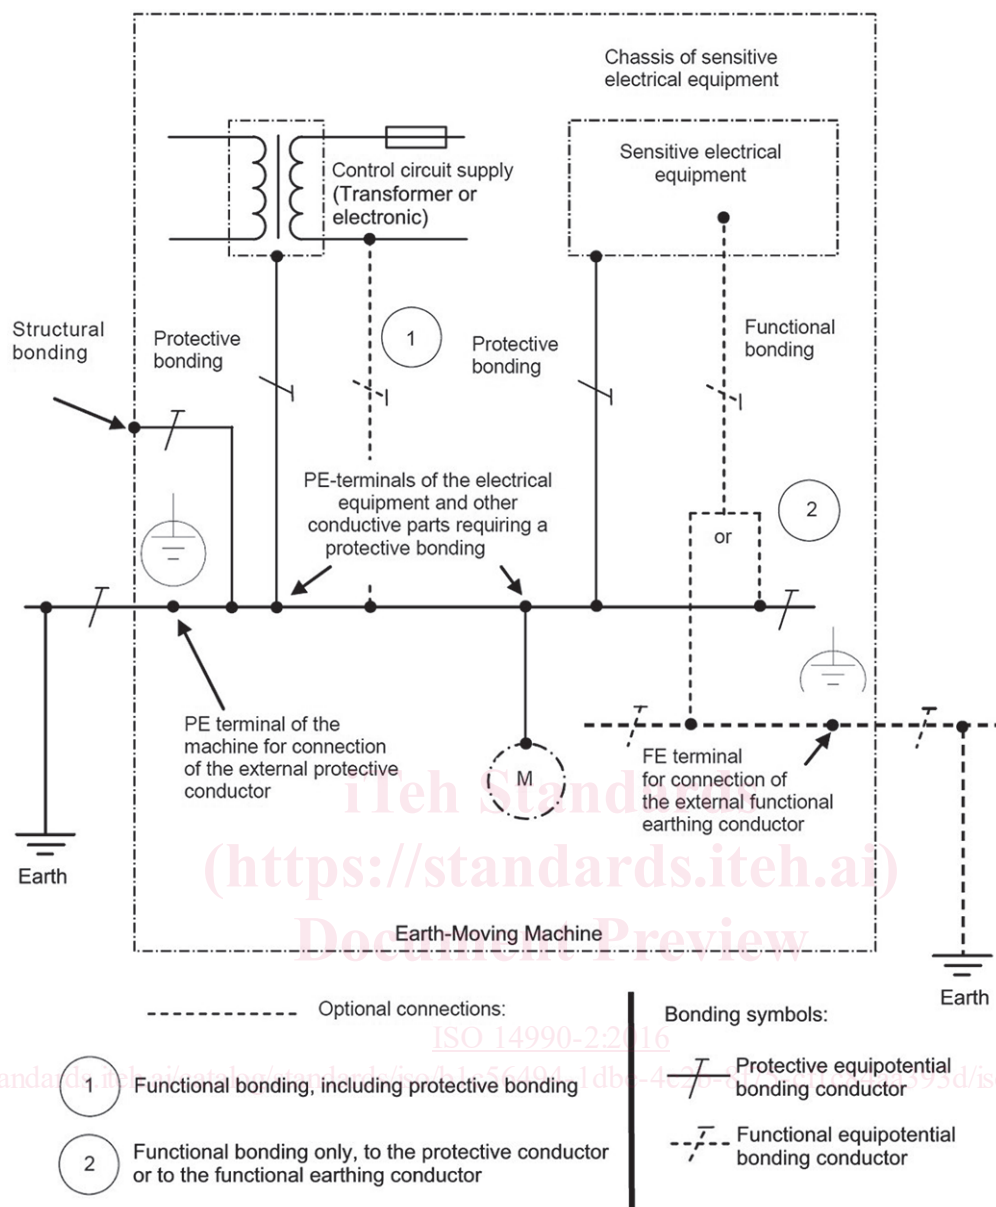 Chassis of sensitive
electrical equipment
Sensitive electrical
equipment
Control circuit supply
(Transformer or
electronic)
Structural
bonding
Protective
bonding
1
Protective
bonding
Functional
bonding
PE-terminals of the electrical
equipment and other
conductive parts requiring a
protective bonding
2
or
PE terminal of the
machine for connection
of the external protective
conductor
M
FE terminal
for connection of
the external functional
earthing conductor
iTeh Standards
(https://standards.iteh.ai)
Document Preview
Earth
Earth-Moving Machine
Earth
Optional connections:
ISO 14990-2:2016
1
Functional bonding, including protective bonding
2
Functional bonding only, to the protective conductor
or to the functional earthing conductor
Bonding symbols:
Protective equipotential
bonding conductor
Functional equipotential
bonding conductor